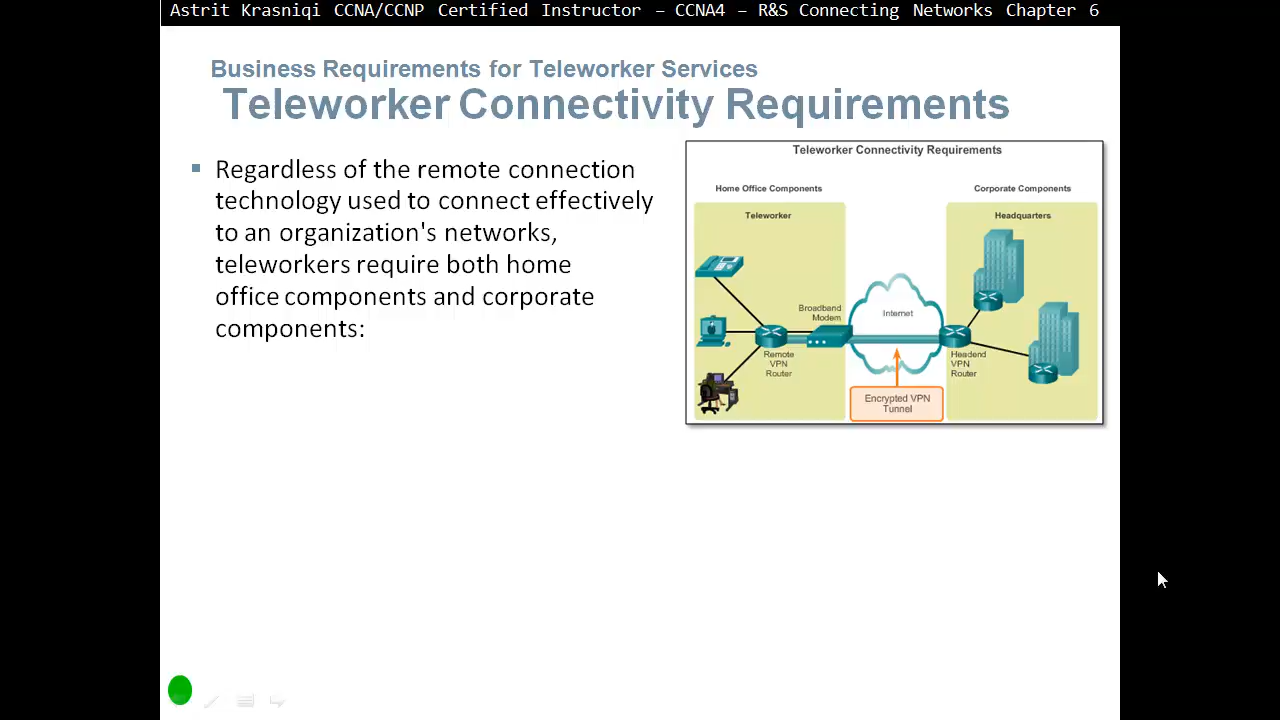 Astrit Krasniqi CCNA/CCNP Certified Instructor – CCNA4 – R&S Connecting Networks Chapter 6
Business Requirements for Teleworker Services
Teleworker Connectivity Requirements
Regardless of the remote connection
technology used to connect effectively
to an organization's networks,
teleworkers require both home
office components and corporate
components:
Teleworker Connectivity Requirements
Home Office Components
Corporate Components
Teleworker
Headquarters
Broadband
Modem
Internet
Remote
VPN
Router
Headend
VPN
Router
Encrypted VPN
Tunnel